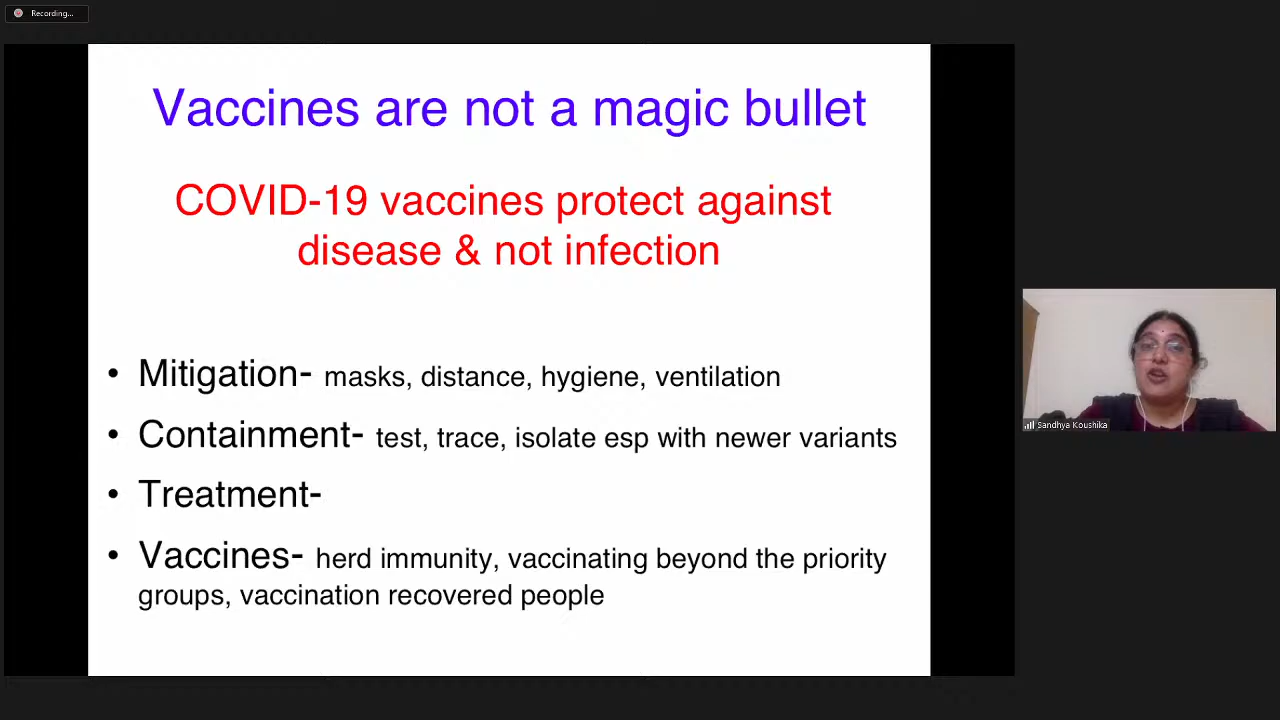 Recording...
Vaccines are not a magic bullet
COVID-19 vaccines protect against
disease & not infection
• Mitigation- masks, distance, hygiene, ventilation
• Containment- test, trace, isolate esp with newer variants
• Treatment-
• Vaccines- herd immunity, vaccinating beyond the priority
groups, vaccination recovered people
Sandhya Koushika